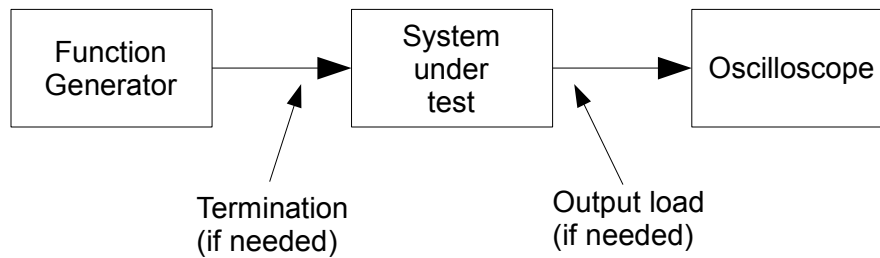 Function
Generator
System
under
test
Oscilloscope
Termination
(if needed)
Output load
(if needed)